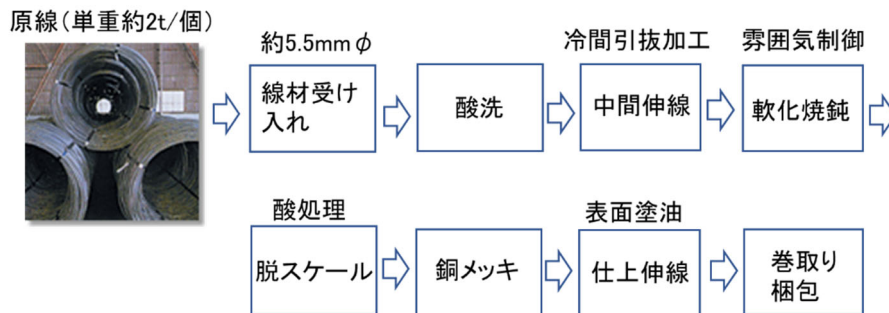 原線(単重約2t/個)
約5.5mmφ
線材受け
入れ
酸洗
冷間引抜加工
中間伸線
雰囲気制御
軟化焼鈍
酸処理
脱スケール
銅メッキ
表面塗油
仕上伸線
巻取り
梱包